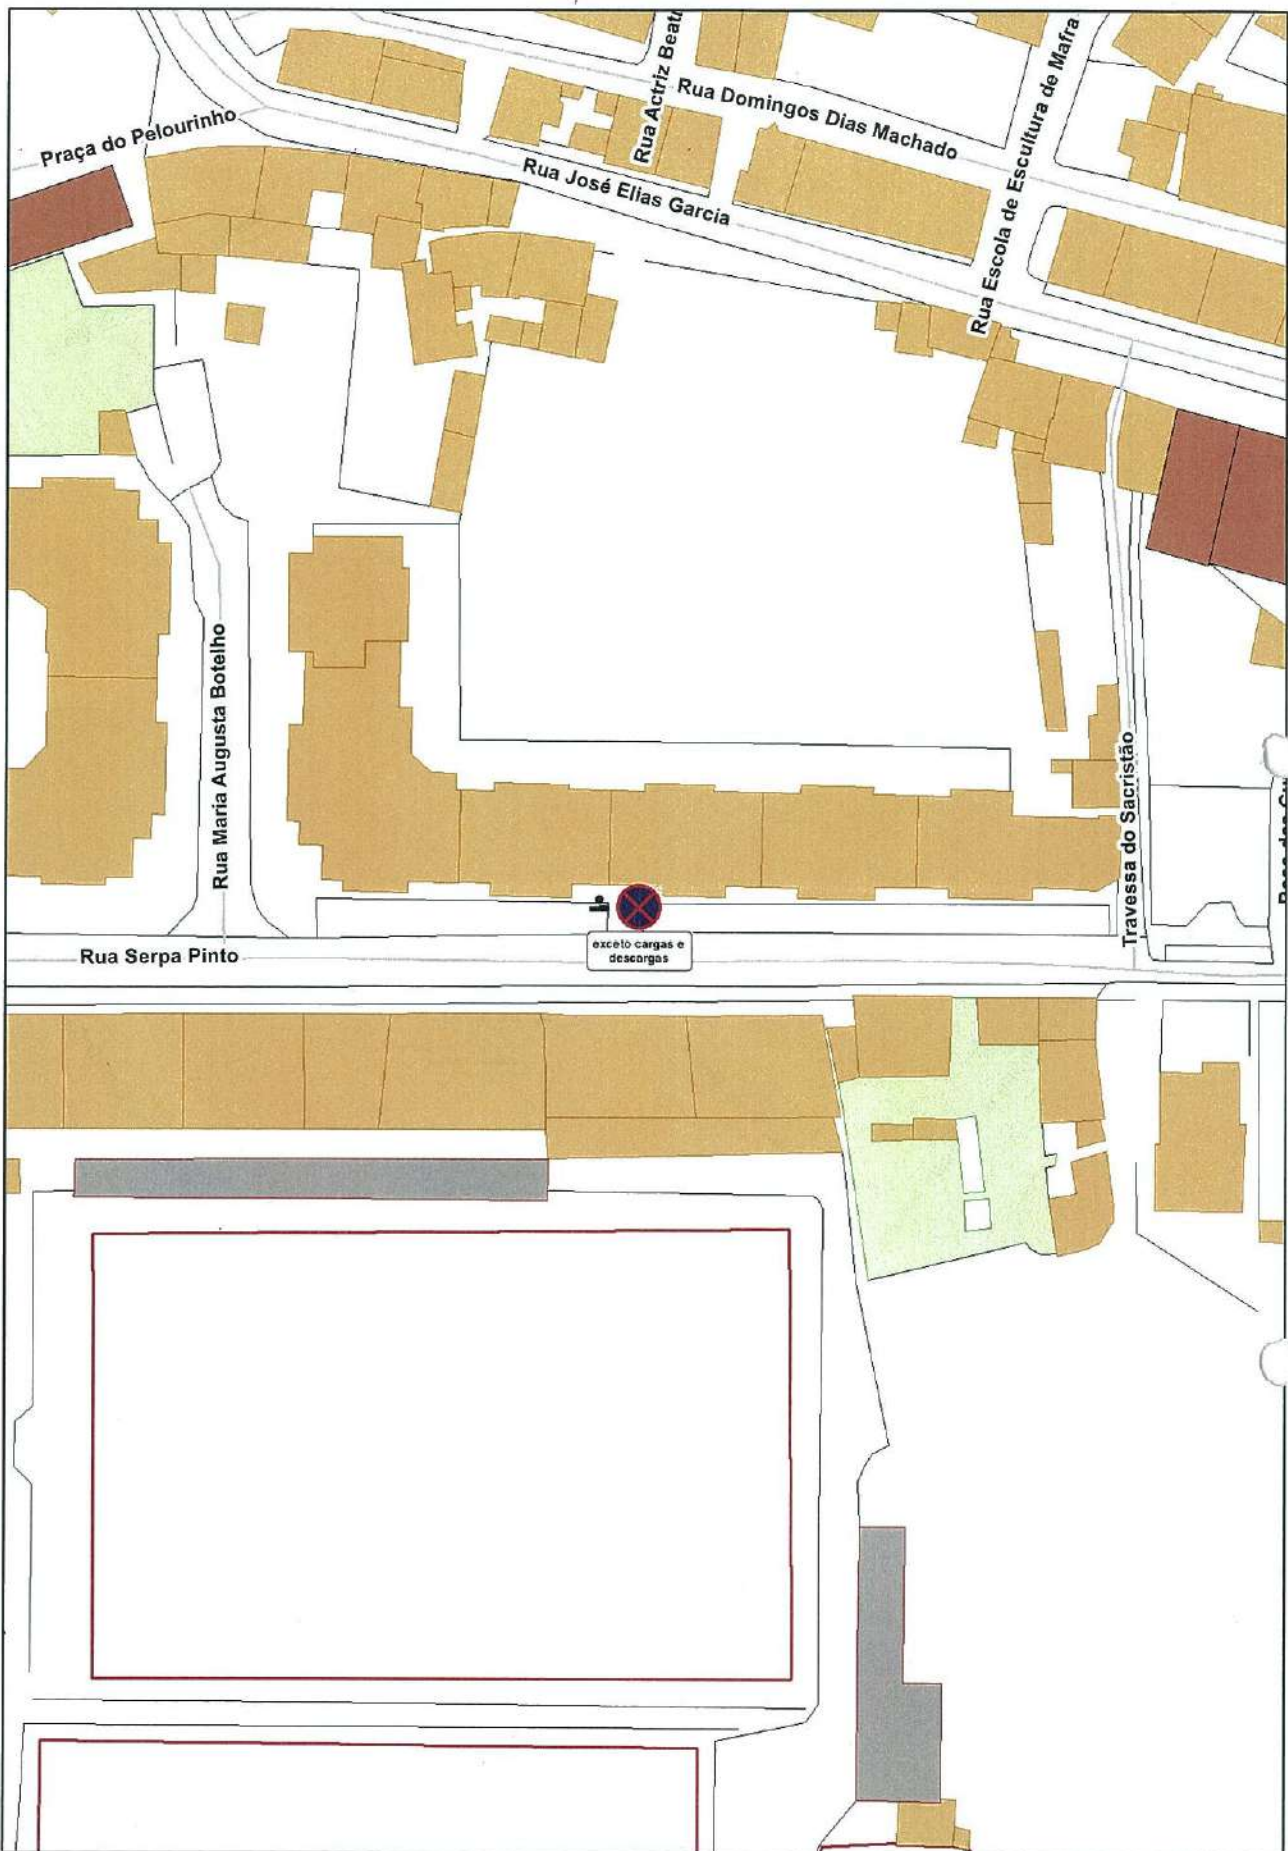 Rua Actriz Beat
Rua Escola de Escultura de Mafra
Rua Domingos Dias Machado
Praça do Pelourinho
Rua José Elias Garcia
Rua Maria Augusta Botelho
Travessa do Sacristão
exceto cargas e
descargas
Rua Serpa Pinto